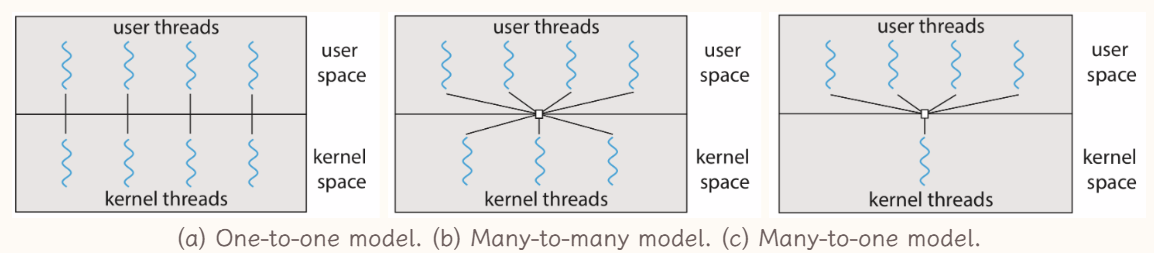 user threads
user
space
kernel
space
kernel threads
user threads
user
space
kernel
space
kernel threads
user threads
user
space
kernel
space
kernel threads
(a) One-to-one model. (b) Many-to-many model. (c) Many-to-one model.